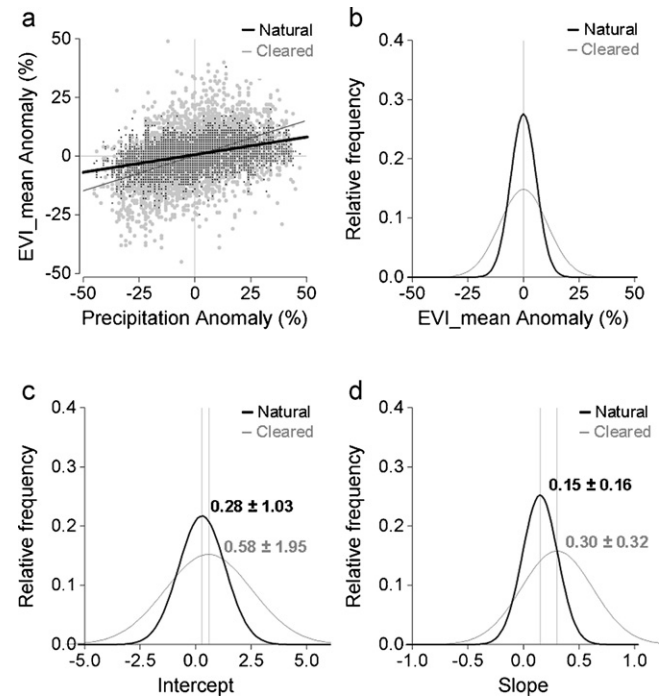 a
Natural
Cleared
EVI_mean Anomaly (%)
50
25
0
-25
-50
-50 -25 0 25 50
Precipitation Anomaly (%)
b
Natural
Cleared
Relative frequency
0.4
0.3
0.2
0.1
0.0
-50 -25 0 25 50
EVI_mean Anomaly (%)
c
Natural
Cleared
Relative frequency
0.4
0.3
0.2
0.1
0.0
0.28 ± 1.03
0.58 ± 1.95
-5.0 -2.5 0.0 2.5 5.0
Intercept
d
Natural
Cleared
Relative frequency
0.4
0.3
0.2
0.1
0.0
0.15 ± 0.16
0.30 ± 0.32
-1.0 -0.5 0.0 0.5 1.0
Slope